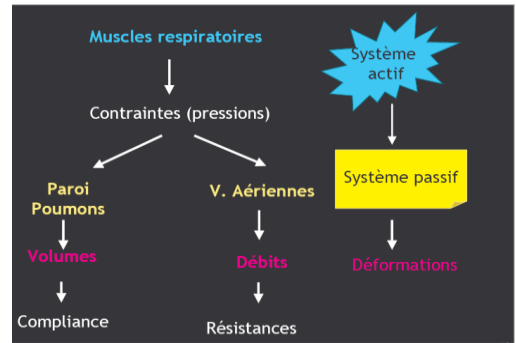 Muscles respiratoires
Contraintes (pressions)
Paroi
Poumons
V. Aériennes
Volumes
Débits
Compliance
Résistances
Système
actif
Système passif
Déformations